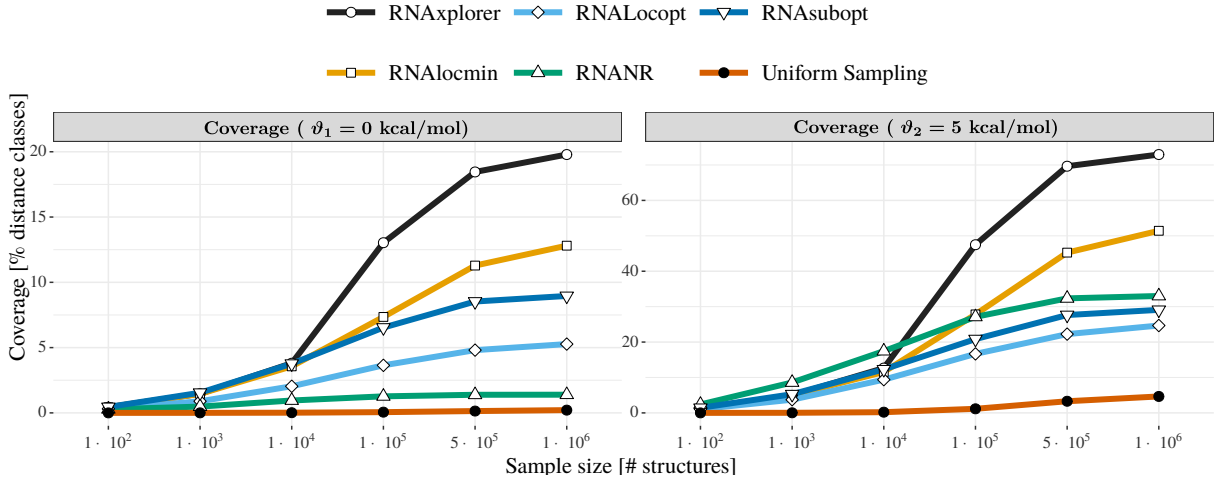 RNAxplorer RNALocopt RNAsubopt
RNAlocmin RNANR Uniform Sampling
Coverage ( ϑ₁ = 0 kcal/mol) Coverage ( ϑ₂ = 5 kcal/mol)
Coverage [% distance classes]
20
15
10
5
0
60
40
20
0
1 · 10² 1 · 10³ 1 · 10⁴ 1 · 10⁵ 5 · 10⁵ 1 · 10⁶
1 · 10² 1 · 10³ 1 · 10⁴ 1 · 10⁵ 5 · 10⁵ 1 · 10⁶
Sample size [# structures]